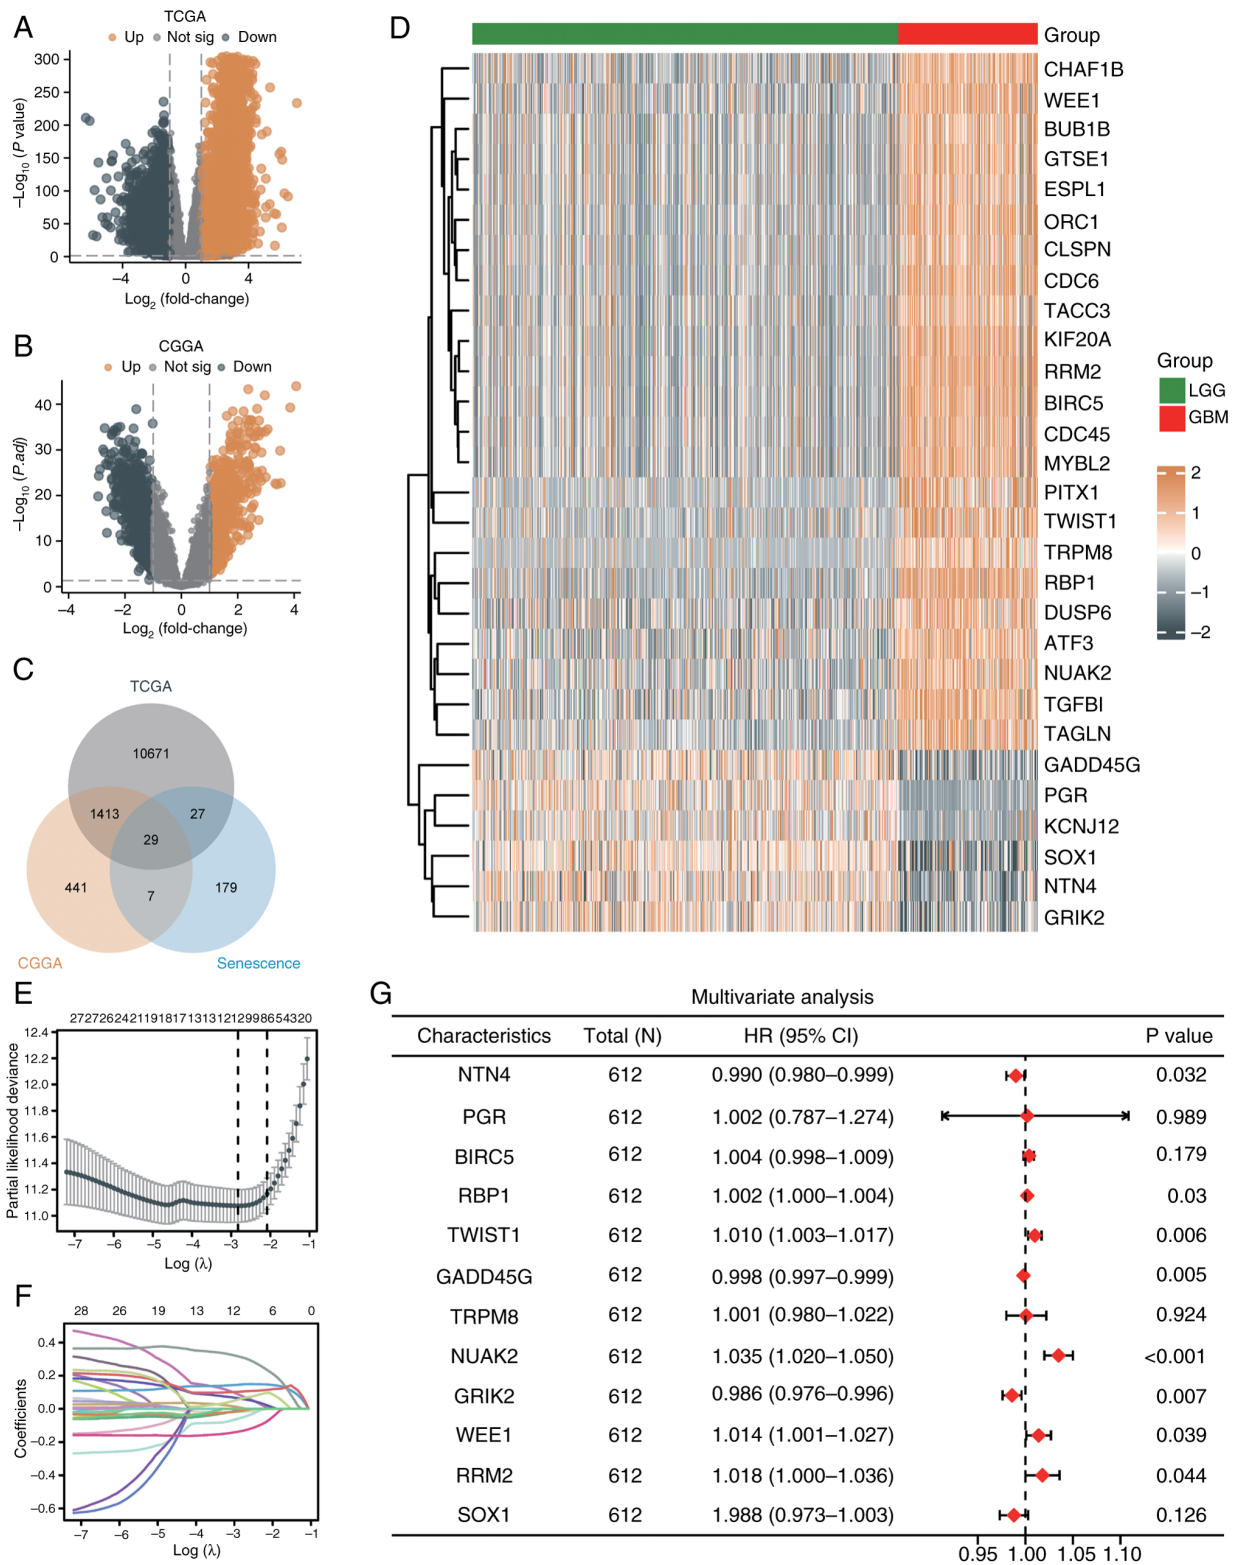 A
TCGA
Up Not sig Down
300
250
200
150
100
50
0
–Log10 (P value)
–4 0 4
Log2 (fold-change)
B
CGGA
Up Not sig Down
40
30
20
10
0
–Log10 (P.adj)
–4 –2 0 2 4
Log2 (fold-change)
C
TCGA
10671
1413 27
29
441 7 179
CGGA Senescence
D
Group
CHAF1B
WEE1
BUB1B
GTSE1
ESPL1
ORC1
CLSPN
CDC6
TACC3
KIF20A
RRM2
BIRC5
CDC45
MYBL2
PITX1
TWIST1
TRPM8
RBP1
DUSP6
ATF3
NUAK2
TGFBI
TAGLN
GADD45G
PGR
KCNJ12
SOX1
NTN4
GRIK2
Group
LGG
GBM
2
1
0
–1
–2
E
272726242119181713131212998654320
12.4
12.2
12.0
11.8
11.6
11.4
11.2
11.0
Partial likelihood deviance
–7 –6 –5 –4 –3 –2 –1
Log (λ)
F
28 26 19 13 12 6 0
0.4
0.2
0.0
–0.2
–0.4
–0.6
Coefficients
–7 –6 –5 –4 –3 –2 –1
Log (λ)
G
Multivariate analysis
Characteristics Total (N) HR (95% CI) P value
NTN4 612 0.990 (0.980–0.999) 0.032
PGR 612 1.002 (0.787–1.274) 0.989
BIRC5 612 1.004 (0.998–1.009) 0.179
RBP1 612 1.002 (1.000–1.004) 0.03
TWIST1 612 1.010 (1.003–1.017) 0.006
GADD45G 612 0.998 (0.997–0.999) 0.005
TRPM8 612 1.001 (0.980–1.022) 0.924
NUAK2 612 1.035 (1.020–1.050) <0.001
GRIK2 612 0.986 (0.976–0.996) 0.007
WEE1 612 1.014 (1.001–1.027) 0.039
RRM2 612 1.018 (1.000–1.036) 0.044
SOX1 612 1.988 (0.973–1.003) 0.126
0.95 1.00 1.05 1.10